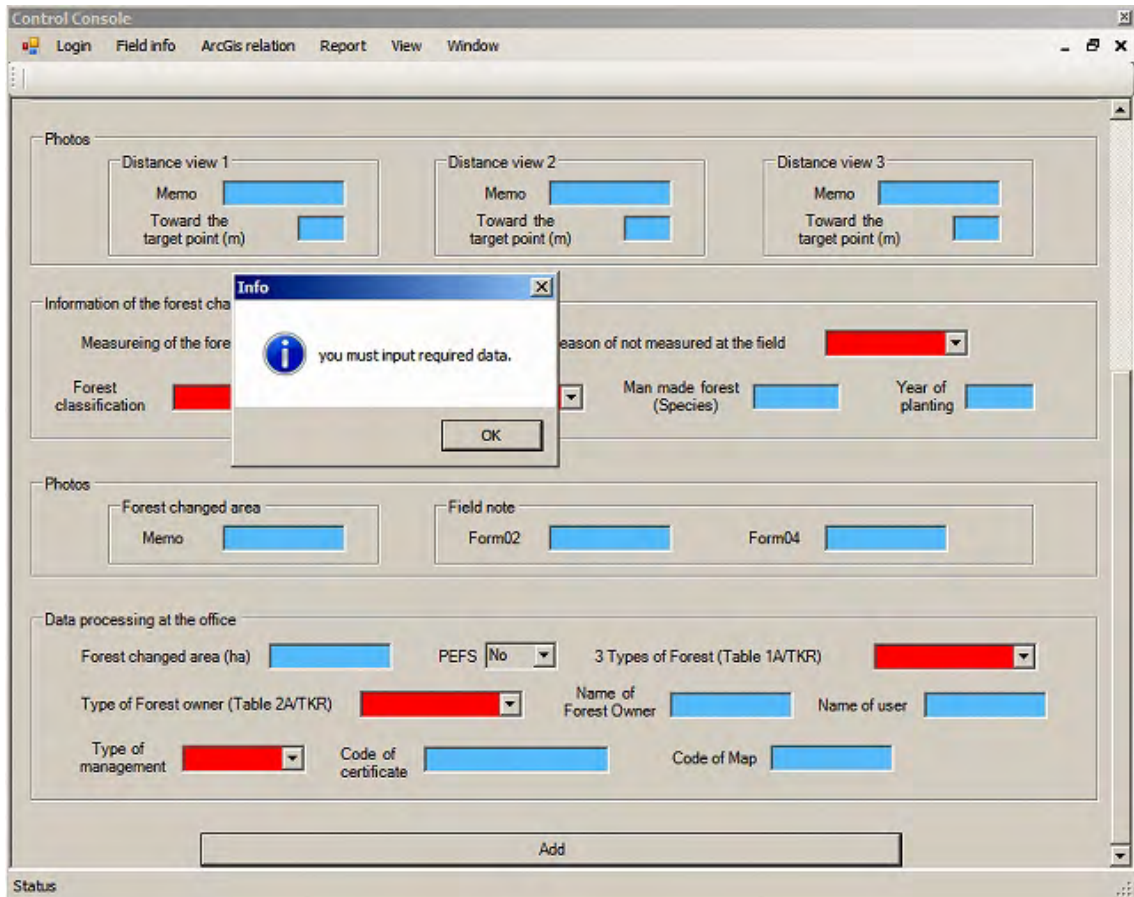 Control Console
Login Field info ArcGis relation Report View Window
Photos
Distance view 1 Distance view 2 Distance view 3
Memo Memo Memo
Toward the Toward the Toward the
target point (m) target point (m) target point (m)
Info
you must input required data.
OK
Information of the forest cha
Measureing of the fore eason of not measured at the field
Forest Man made forest Year of
classification (Species) planting
Photos
Forest changed area Field note
Memo Form02 Form04
Data processing at the office
Forest changed area (ha) PEFS No 3 Types of Forest (Table 1A/TKR)
Type of Forest owner (Table 2A/TKR) Name of Forest Owner Name of user
Type of Code of Code of Map
management certificate
Add
Status